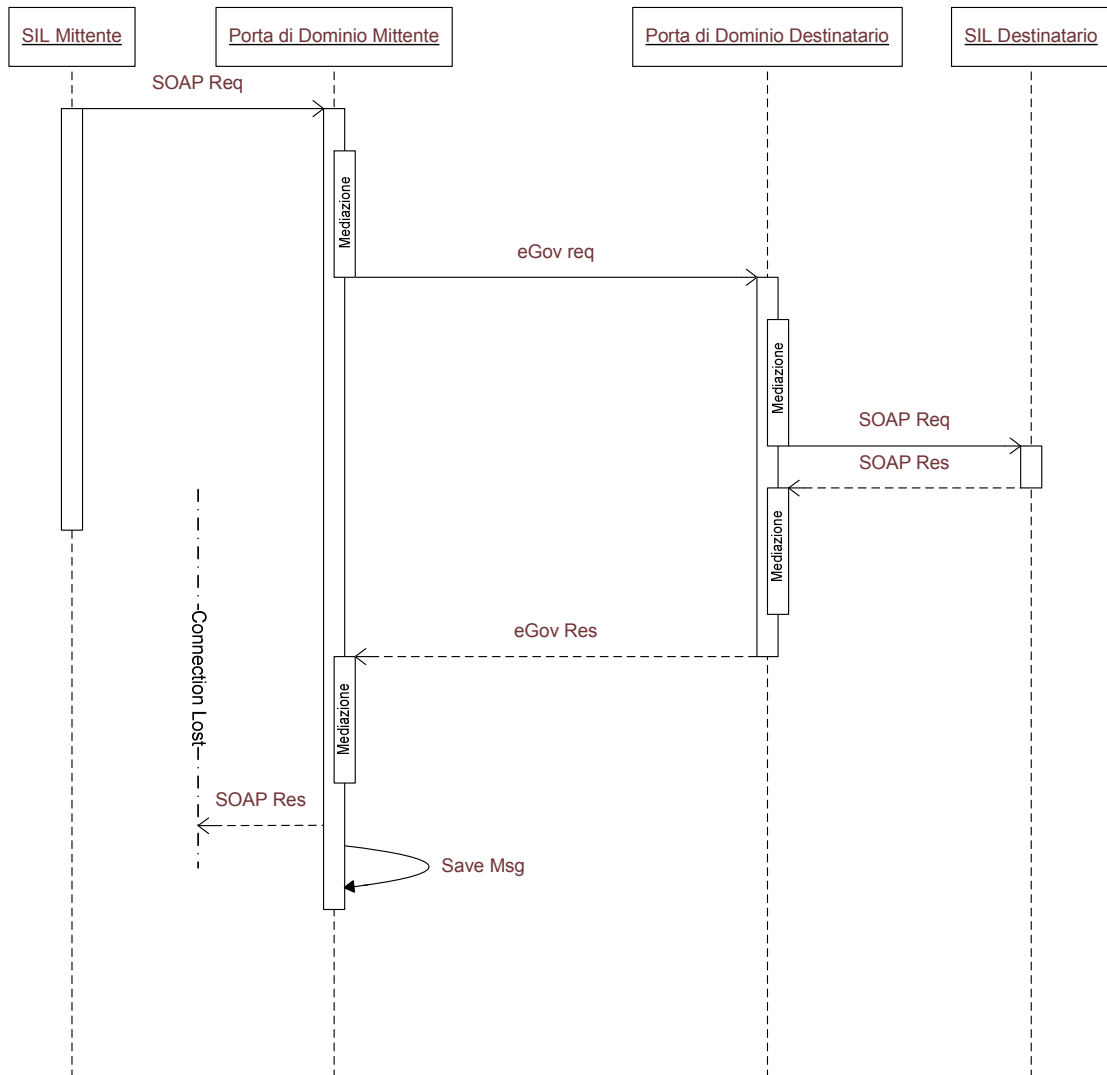 SIL Mittente
Porta di Dominio Mittente
Porta di Dominio Destinatario
SIL Destinatario
SOAP Req
Mediazione
eGov req
Mediazione
SOAP Req
SOAP Res
Mediazione
Connection Lost
eGov Res
Mediazione
SOAP Res
Save Msg